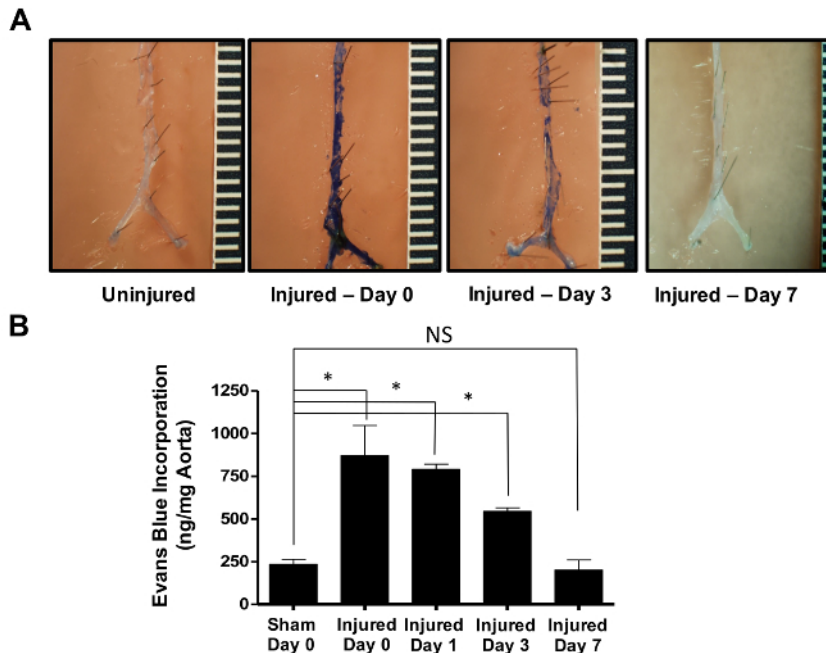 A
Uninjured
Injured – Day 0
Injured – Day 3
Injured – Day 7
B
NS
*
*
*
Evans Blue Incorporation
(ng/mg Aorta)
1250
1000
750
500
250
0
Sham
Day 0
Injured
Day 0
Injured
Day 1
Injured
Day 3
Injured
Day 7